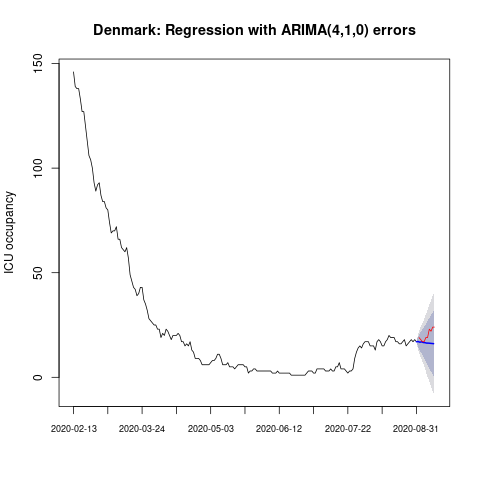 Denmark: Regression with ARIMA(4,1,0) errors
ICU occupancy
150
100
50
0
2020-02-13 2020-03-24 2020-05-03 2020-06-12 2020-07-22 2020-08-31